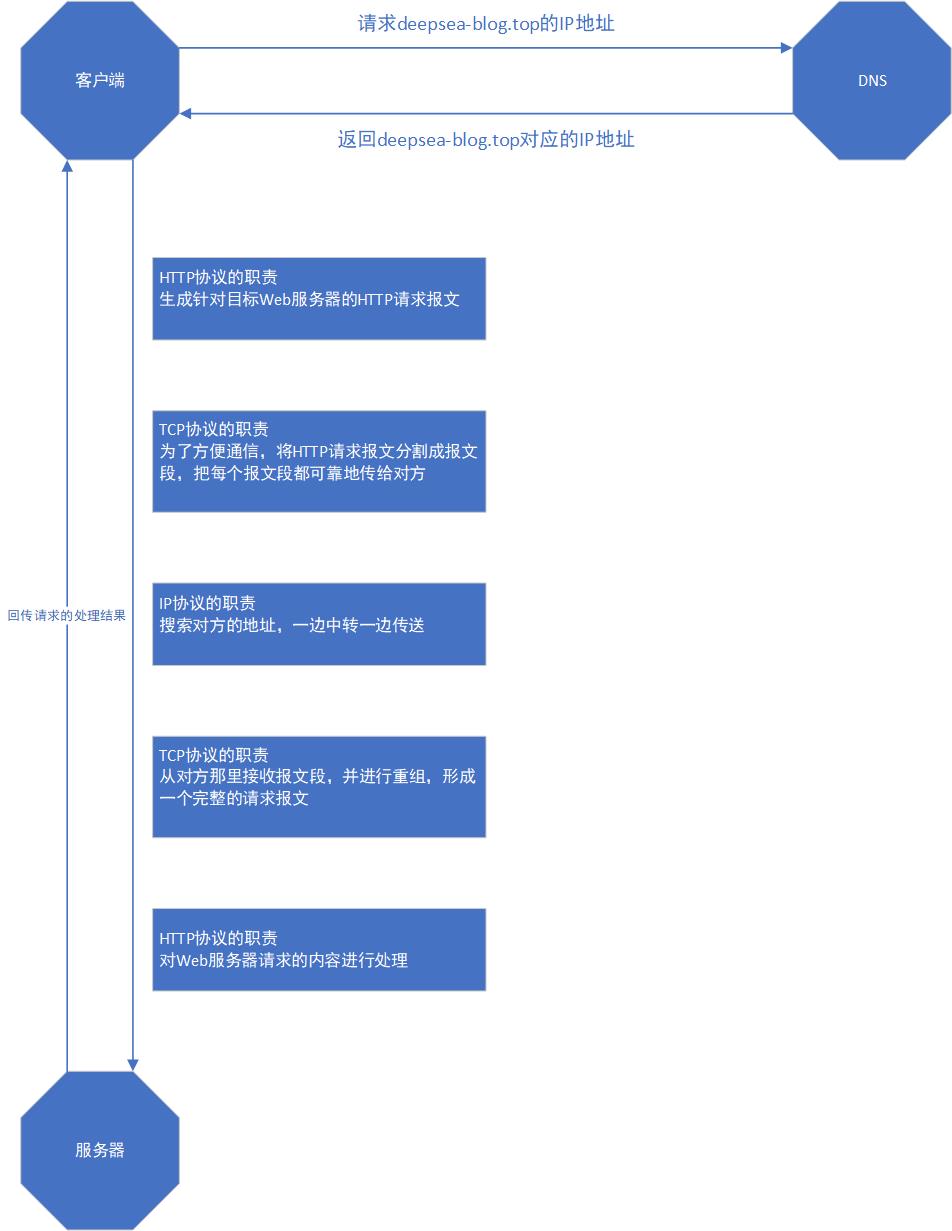 请求deepsea-blog.top的IP地址
客户端
DNS
返回deepsea-blog.top对应的IP地址
HTTP协议的职责
生成针对目标Web服务器的HTTP请求报文
TCP协议的职责
为了方便通信，将HTTP请求报文分割成报文
段，把每个报文段都可靠地传给对方
IP协议的职责
搜索对方的地址，一边中转一边传送
回传请求的处理结果
TCP协议的职责
从对方那里接收报文段，并进行重组，形成
一个完整的请求报文
HTTP协议的职责
对Web服务器请求的内容进行处理
服务器